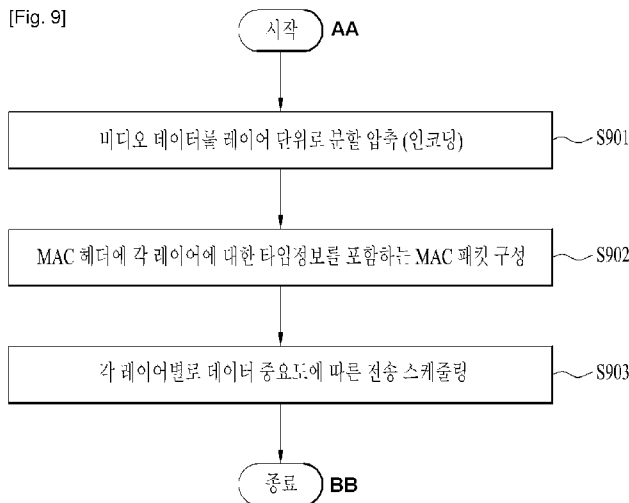 [Fig. 9]
시작 AA
비디오 데이터를 레이어 단위로 분할 압축 (인코딩) S901
MAC 헤더에 각 레이어에 대한 타입정보를 포함하는 MAC 패킷 구성 S902
각 레이어별로 데이터 중요도에 따른 전송 스케줄링 S903
종료 BB